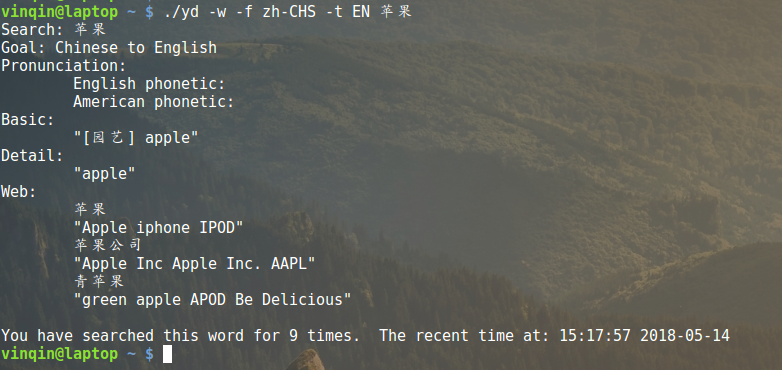 vinqin@laptop ~ $ ./yd -w -f zh-CHS -t EN 苹果
Search: 苹果
Goal: Chinese to English
Pronunciation:
English phonetic:
American phonetic:
Basic:
"[园艺] apple"
Detail:
"apple"
Web:
苹果
"Apple iphone IPOD"
苹果公司
"Apple Inc Apple Inc. AAPL"
青苹果
"green apple APOD Be Delicious"
You have searched this word for 9 times.  The recent time at: 15:17:57 2018-05-14
vinqin@laptop ~ $